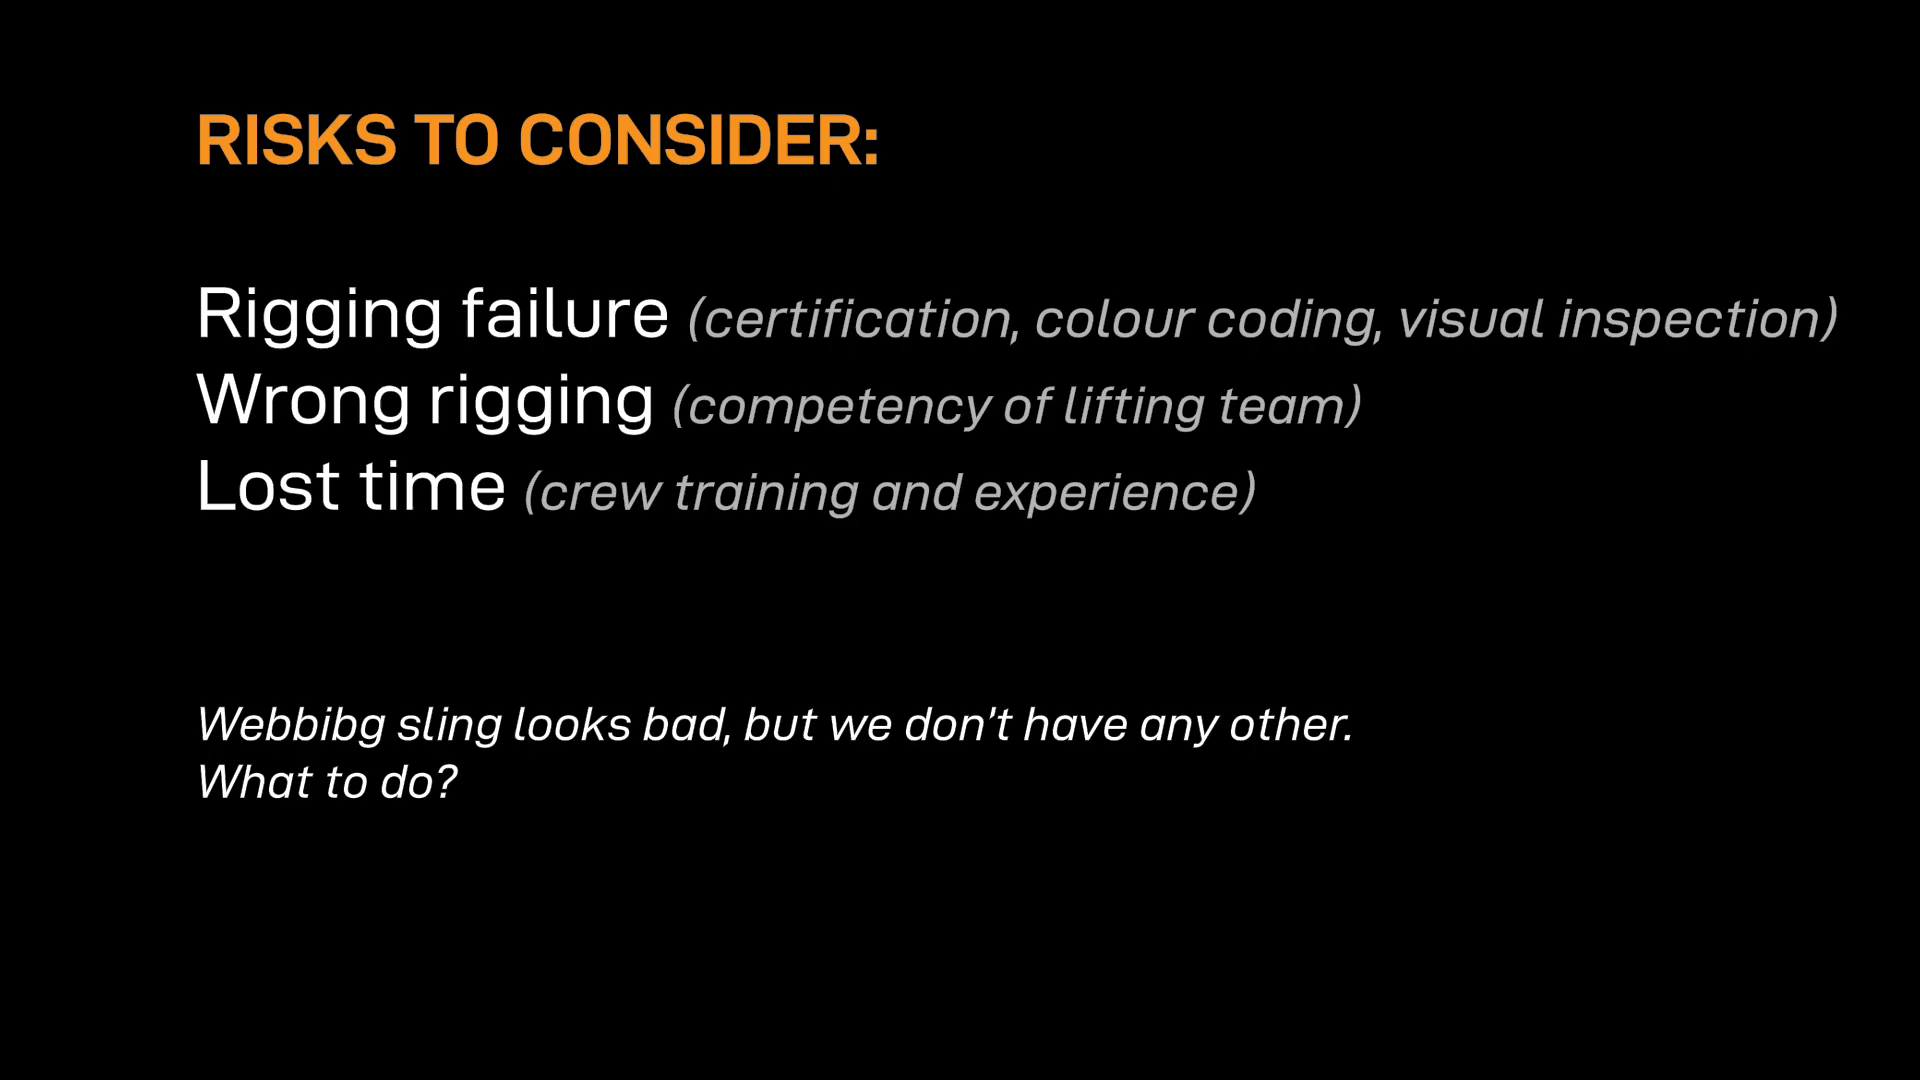 RISKS TO CONSIDER:
Rigging failure (certification, colour coding, visual inspection)
Wrong rigging (competency of lifting team)
Lost time (crew training and experience)
Webbibg sling looks bad, but we don’t have any other.
What to do?